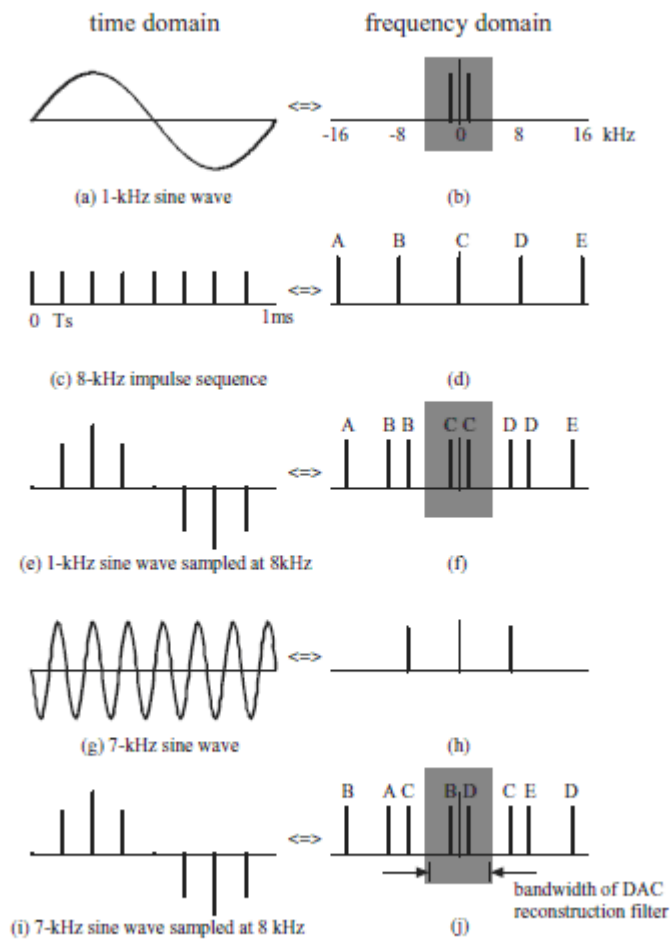 time domain
frequency domain
<=>
-16 -8 0 8 16 kHz
(a) 1-kHz sine wave
(b)
A B C D E
<=>
0 Ts 1ms
(c) 8-kHz impulse sequence
(d)
A B B C C D D E
<=>
(e) 1-kHz sine wave sampled at 8kHz
(f)
<=>
(g) 7-kHz sine wave
(h)
B A C B D C E D
<=>
bandwidth of DAC
reconstruction filter
(i) 7-kHz sine wave sampled at 8 kHz
(j)